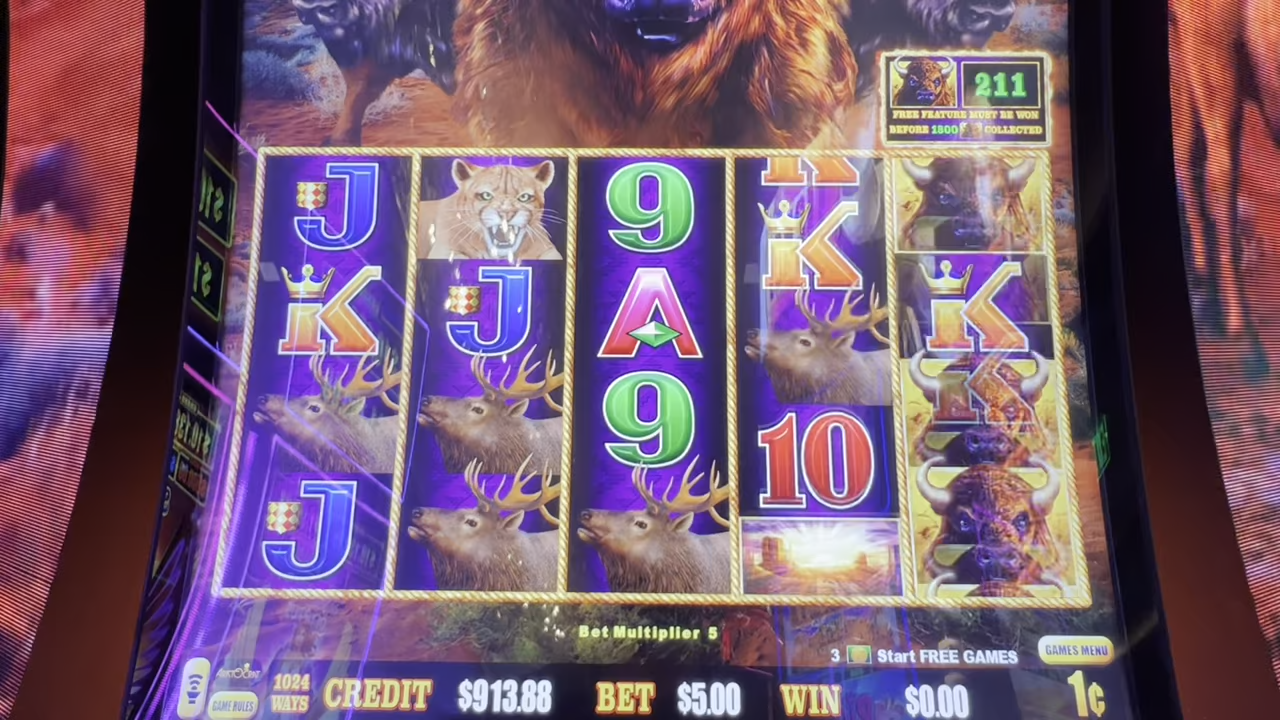 211
FREE FEATURE MUST BE WON
BEFORE 1800 COLLECTED
J
9
K
K
K
A
J
K
9
K
10
J
Bet Multiplier 5
3 Start FREE GAMES
GAMES MENU
ARISTOCRAT
GAME RULES
1024 WAYS
CREDIT $913.88 BET $5.00 WIN $0.00 1¢